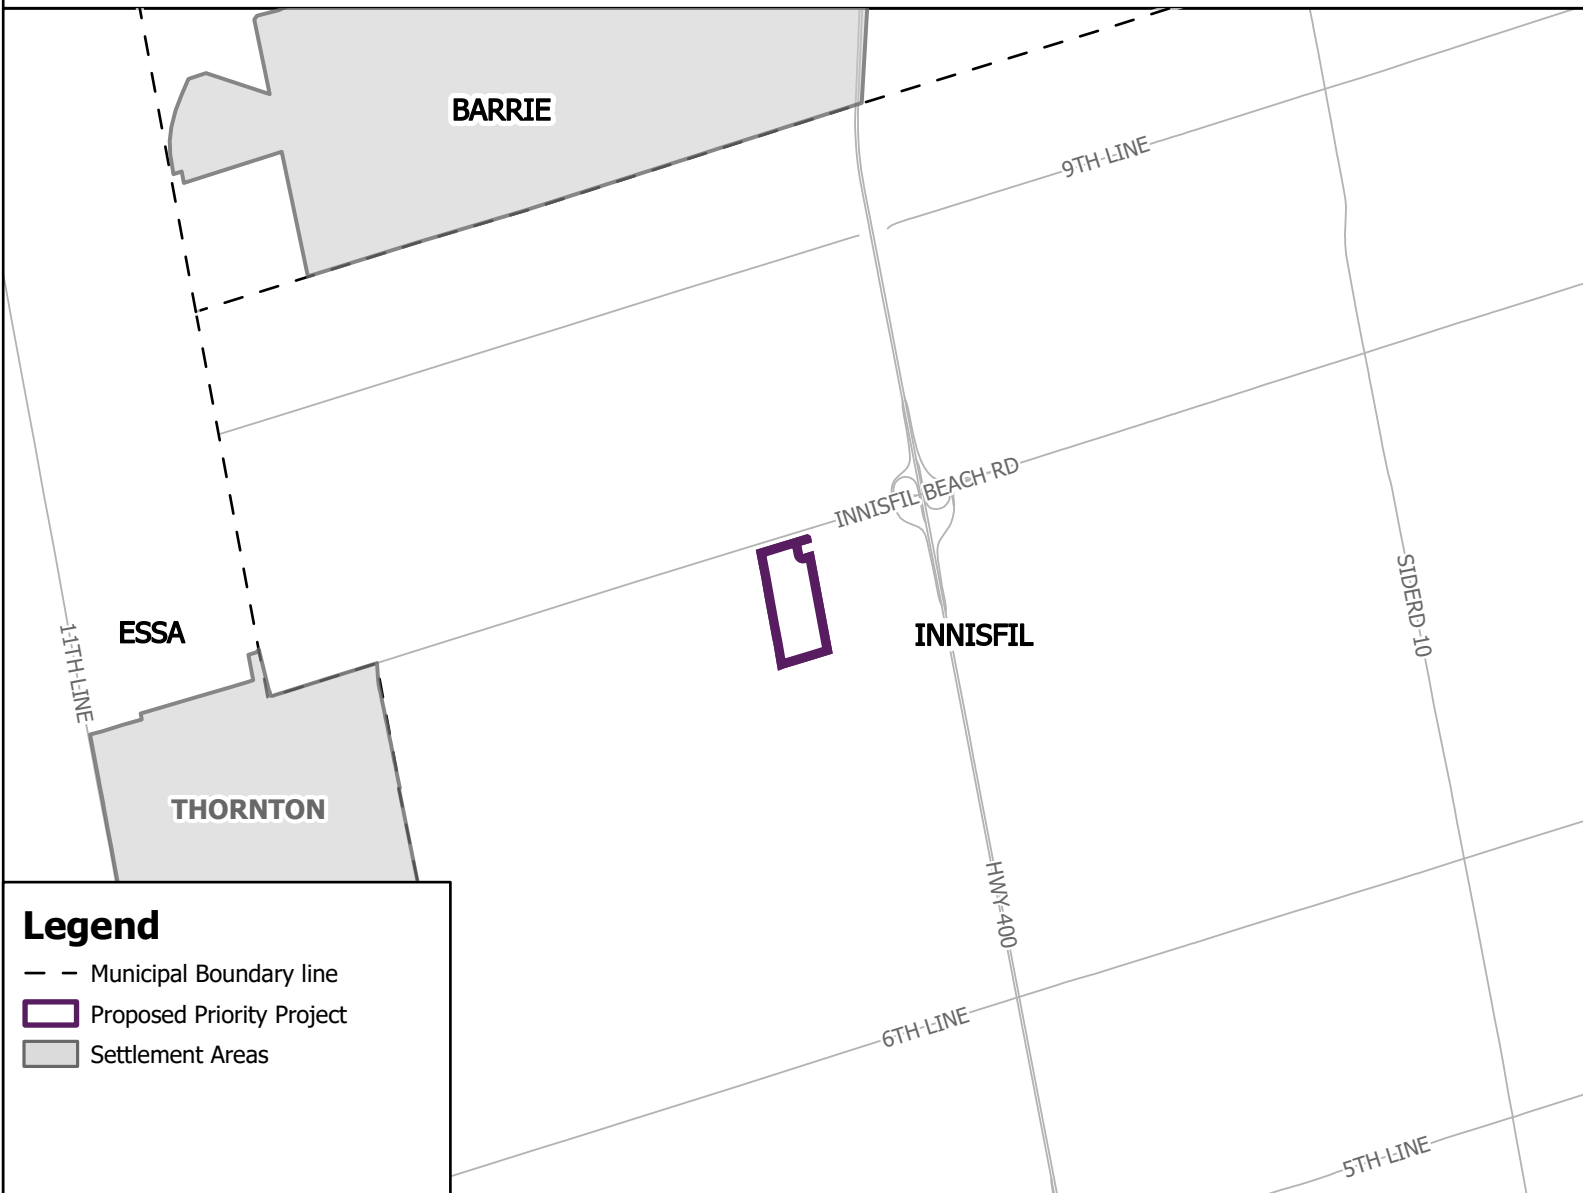 BARRIE
9TH LINE
INNISFIL BEACH RD
SIDERD 10
11TH LINE
ESSA
INNISFIL
THORNTON
HWY 400
6TH LINE
5TH LINE
Legend
Municipal Boundary line
Proposed Priority Project
Settlement Areas